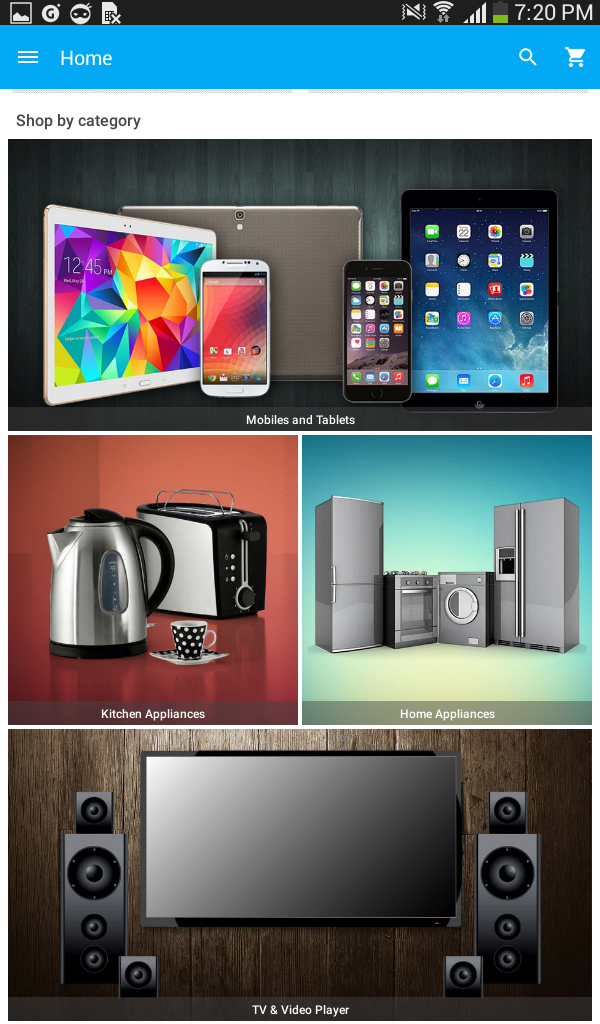 7:20 PM
Home
Shop by category
12:45 PM
Mobiles and Tablets
Kitchen Appliances
Home Appliances
TV & Video Player